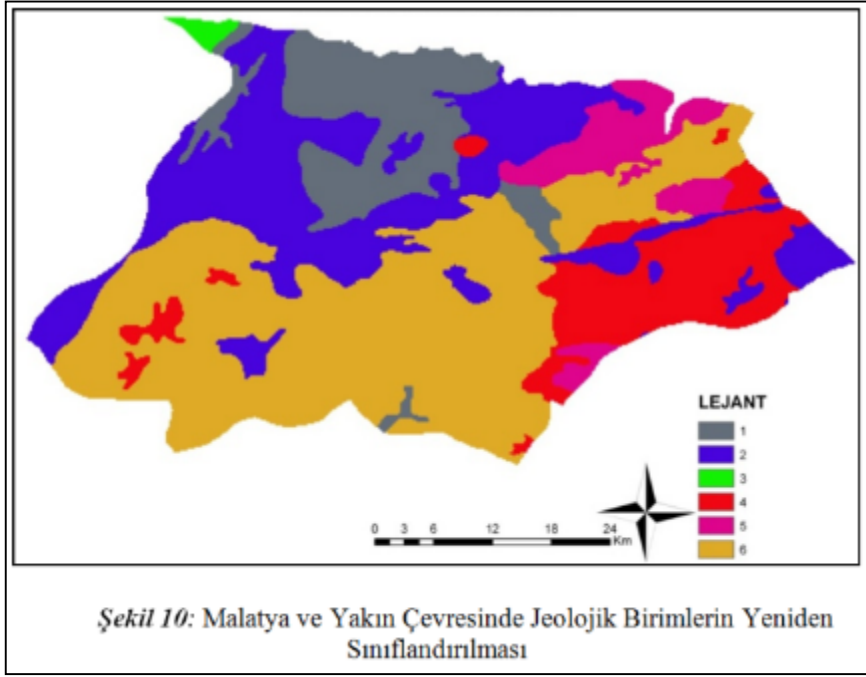 LEJANT
1
2
3
4
5
6
0 3 6 12 18 24
Km
Şekil 10: Malatya ve Yakın Çevresinde Jeolojik Birimlerin Yeniden
Sınıflandırılması